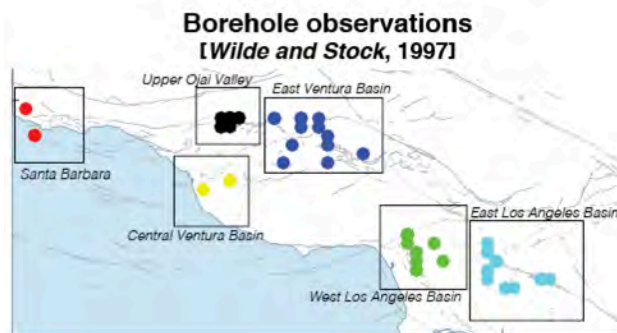 Borehole observations
[Wilde and Stock, 1997]
Upper Ojai Valley
East Ventura Basin
Santa Barbara
Central Ventura Basin
East Los Angeles Basin
West Los Angeles Basin